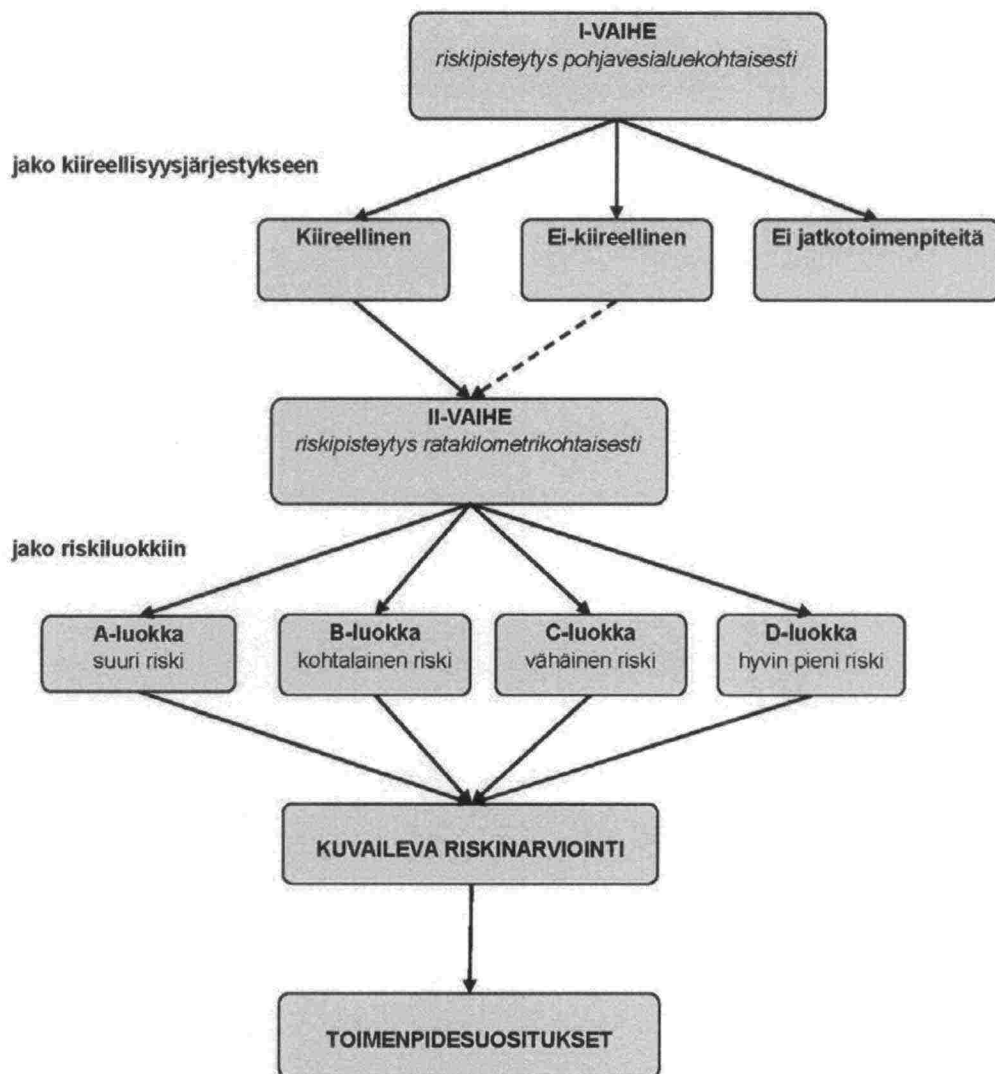 I-VAIHE
riskipisteytys pohjavesialuekohtaisesti
jako kiireellisyysjärjestykseen
Kiireellinen
Ei-kiireellinen
Ei jatkotoimenpiteitä
II-VAIHE
riskipisteytys ratakilometrikohtaisesti
jako riskiluokkiin
A-luokka
suuri riski
B-luokka
kohtalainen riski
C-luokka
vähäinen riski
D-luokka
hyvin pieni riski
KUVAILEVA RISKINARVIOINTI
TOIMENPIDESUOSITUKSET